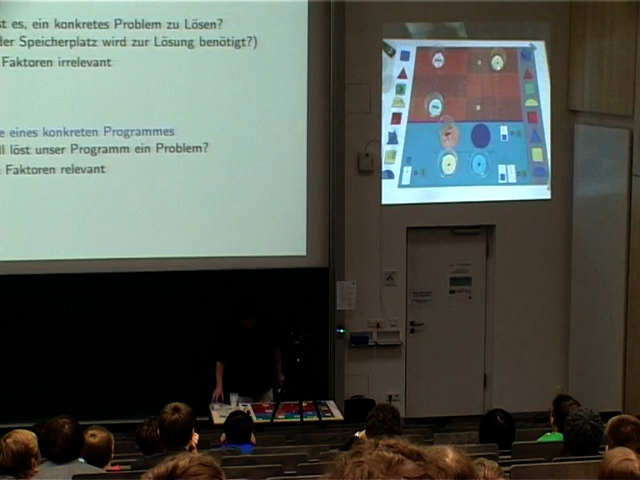 st es, ein konkretes Problem zu Lösen?
der Speicherplatz wird zur Lösung benötigt?)
Faktoren irrelevant
e eines konkreten Programmes
ll löst unser Programm ein Problem?
Faktoren relevant